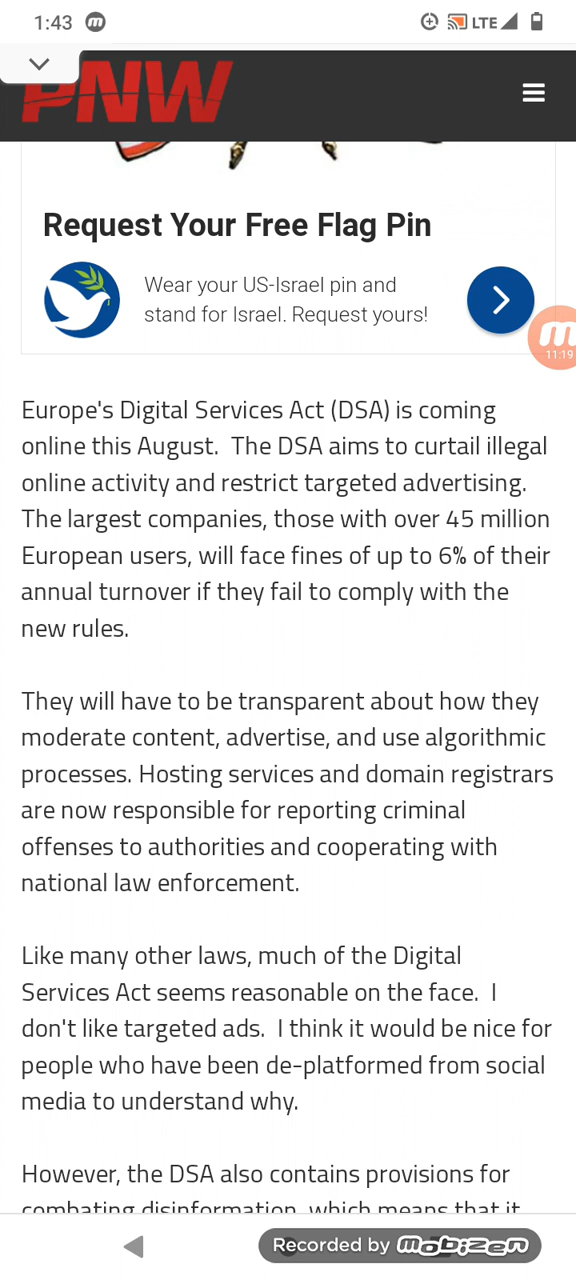 1:43
LTE
PNW
Request Your Free Flag Pin
Wear your US-Israel pin and
stand for Israel. Request yours!
11:19
Europe's Digital Services Act (DSA) is coming
online this August.  The DSA aims to curtail illegal
online activity and restrict targeted advertising.
The largest companies, those with over 45 million
European users, will face fines of up to 6% of their
annual turnover if they fail to comply with the
new rules.
They will have to be transparent about how they
moderate content, advertise, and use algorithmic
processes. Hosting services and domain registrars
are now responsible for reporting criminal
offenses to authorities and cooperating with
national law enforcement.
Like many other laws, much of the Digital
Services Act seems reasonable on the face.  I
don't like targeted ads.  I think it would be nice for
people who have been de-platformed from social
media to understand why.
However, the DSA also contains provisions for
combating disinformation, which means that it
Recorded by mobizen